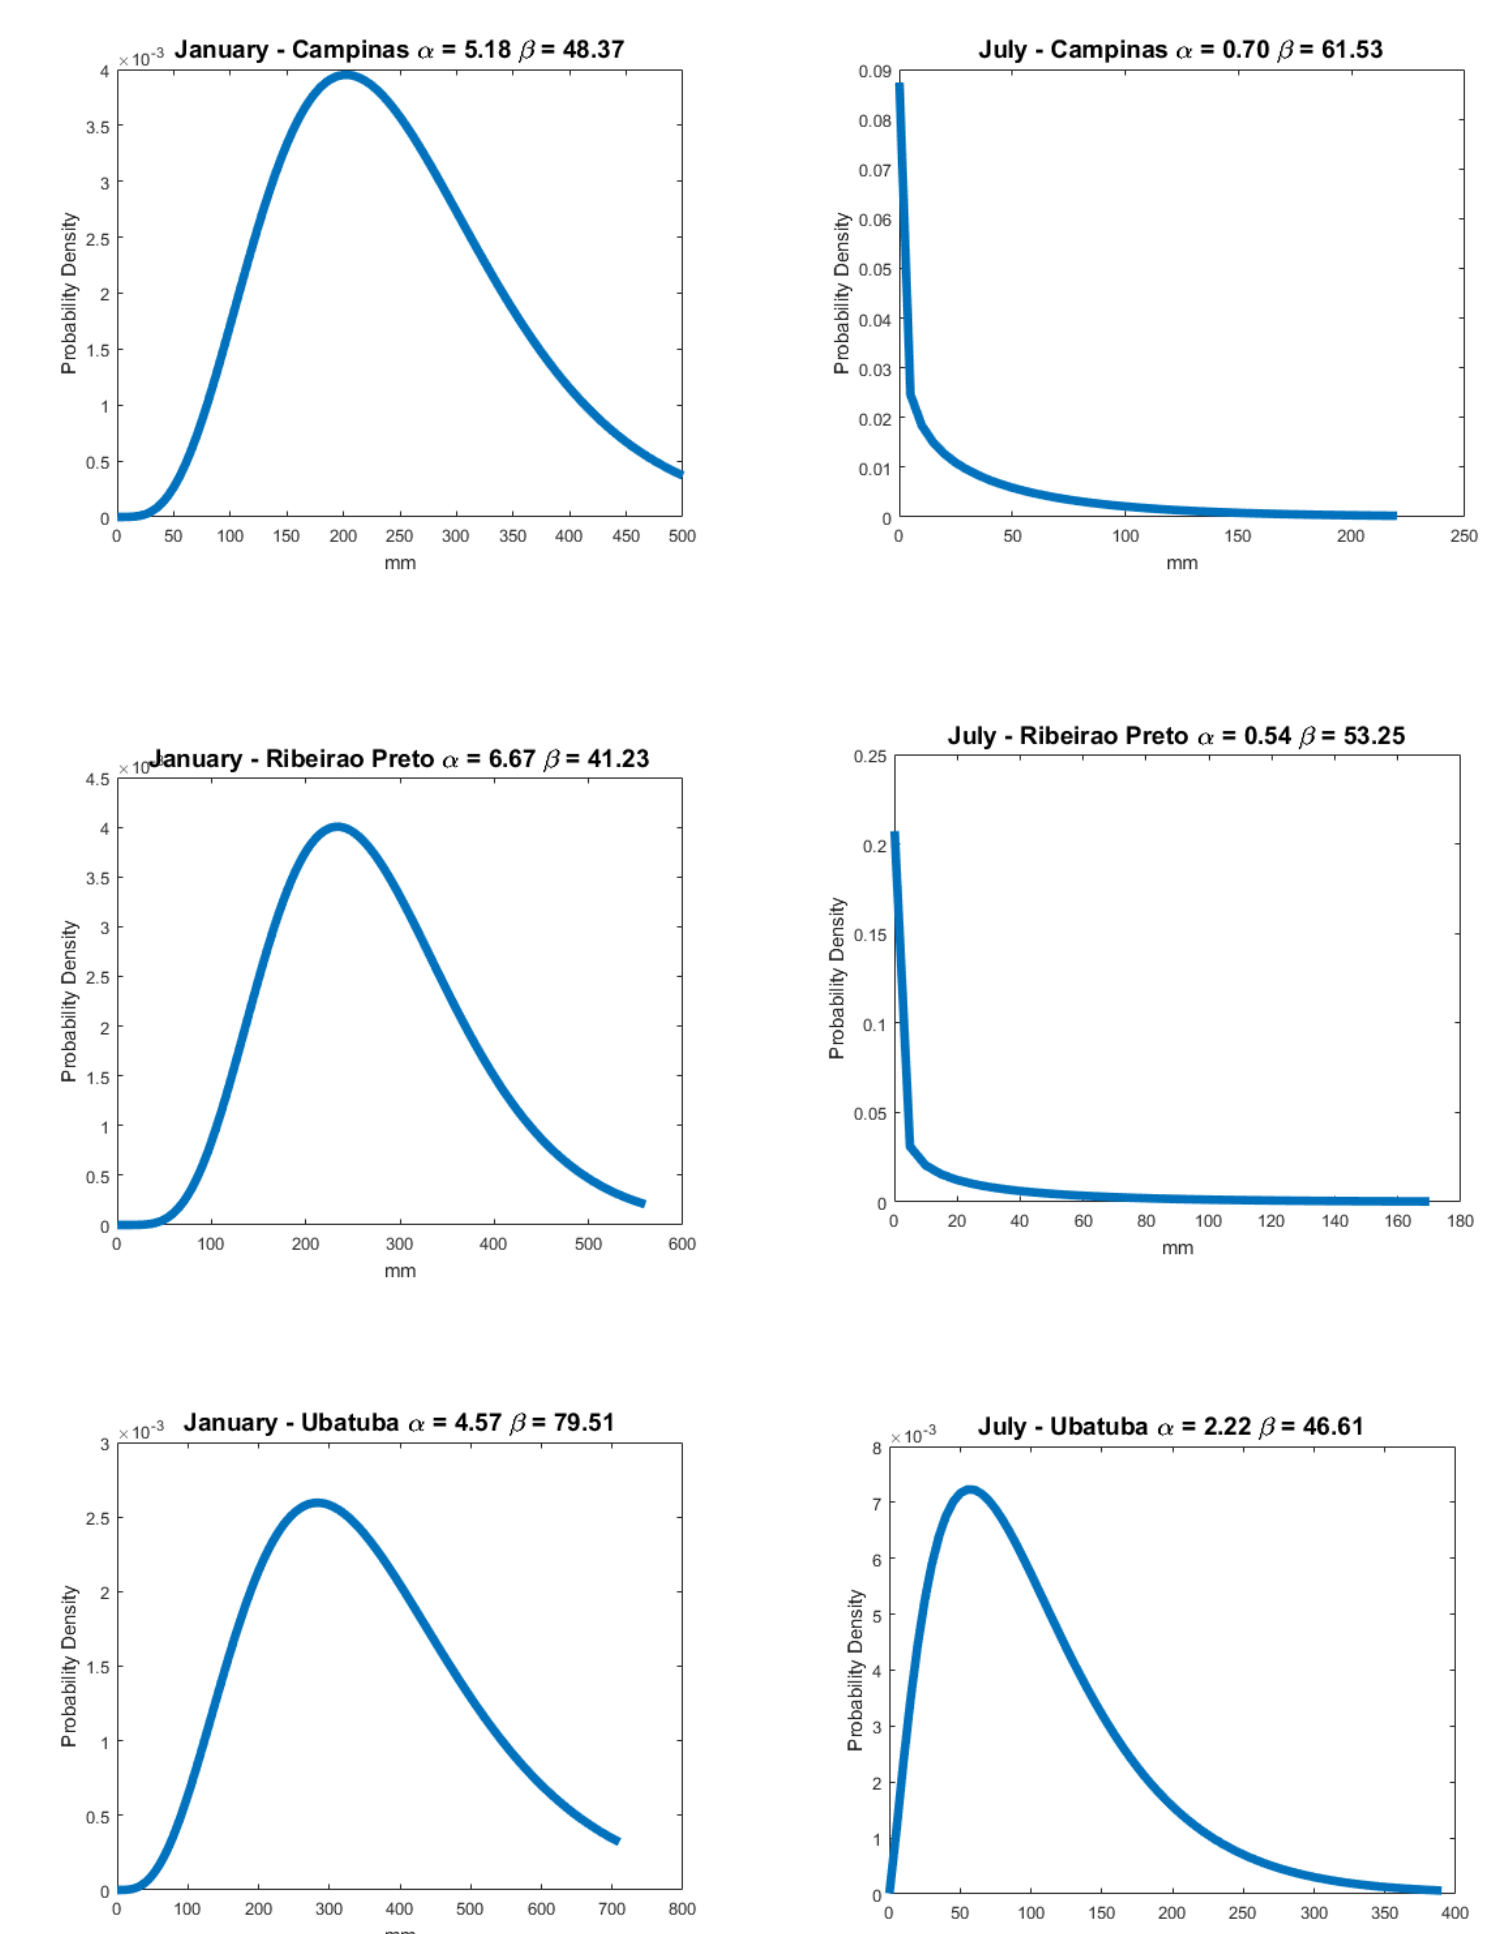 January - Campinas α = 5.18 β = 48.37
×10-3
4
3.5
3
2.5
2
1.5
1
0.5
0
Probability Density
0 50 100 150 200 250 300 350 400 450 500
mm
July - Campinas α = 0.70 β = 61.53
0.09
0.08
0.07
0.06
0.05
0.04
0.03
0.02
0.01
0
Probability Density
0 50 100 150 200 250
mm
January - Ribeirao Preto α = 6.67 β = 41.23
×10
4.5
4
3.5
3
2.5
2
1.5
1
0.5
0
Probability Density
0 100 200 300 400 500 600
mm
July - Ribeirao Preto α = 0.54 β = 53.25
0.25
0.2
0.15
0.1
0.05
0
Probability Density
0 20 40 60 80 100 120 140 160 180
mm
January - Ubatuba α = 4.57 β = 79.51
×10-3
3
2.5
2
1.5
1
0.5
0
Probability Density
0 100 200 300 400 500 600 700 800
July - Ubatuba α = 2.22 β = 46.61
×10-3
8
7
6
5
4
3
2
1
0
Probability Density
0 50 100 150 200 250 300 350 400